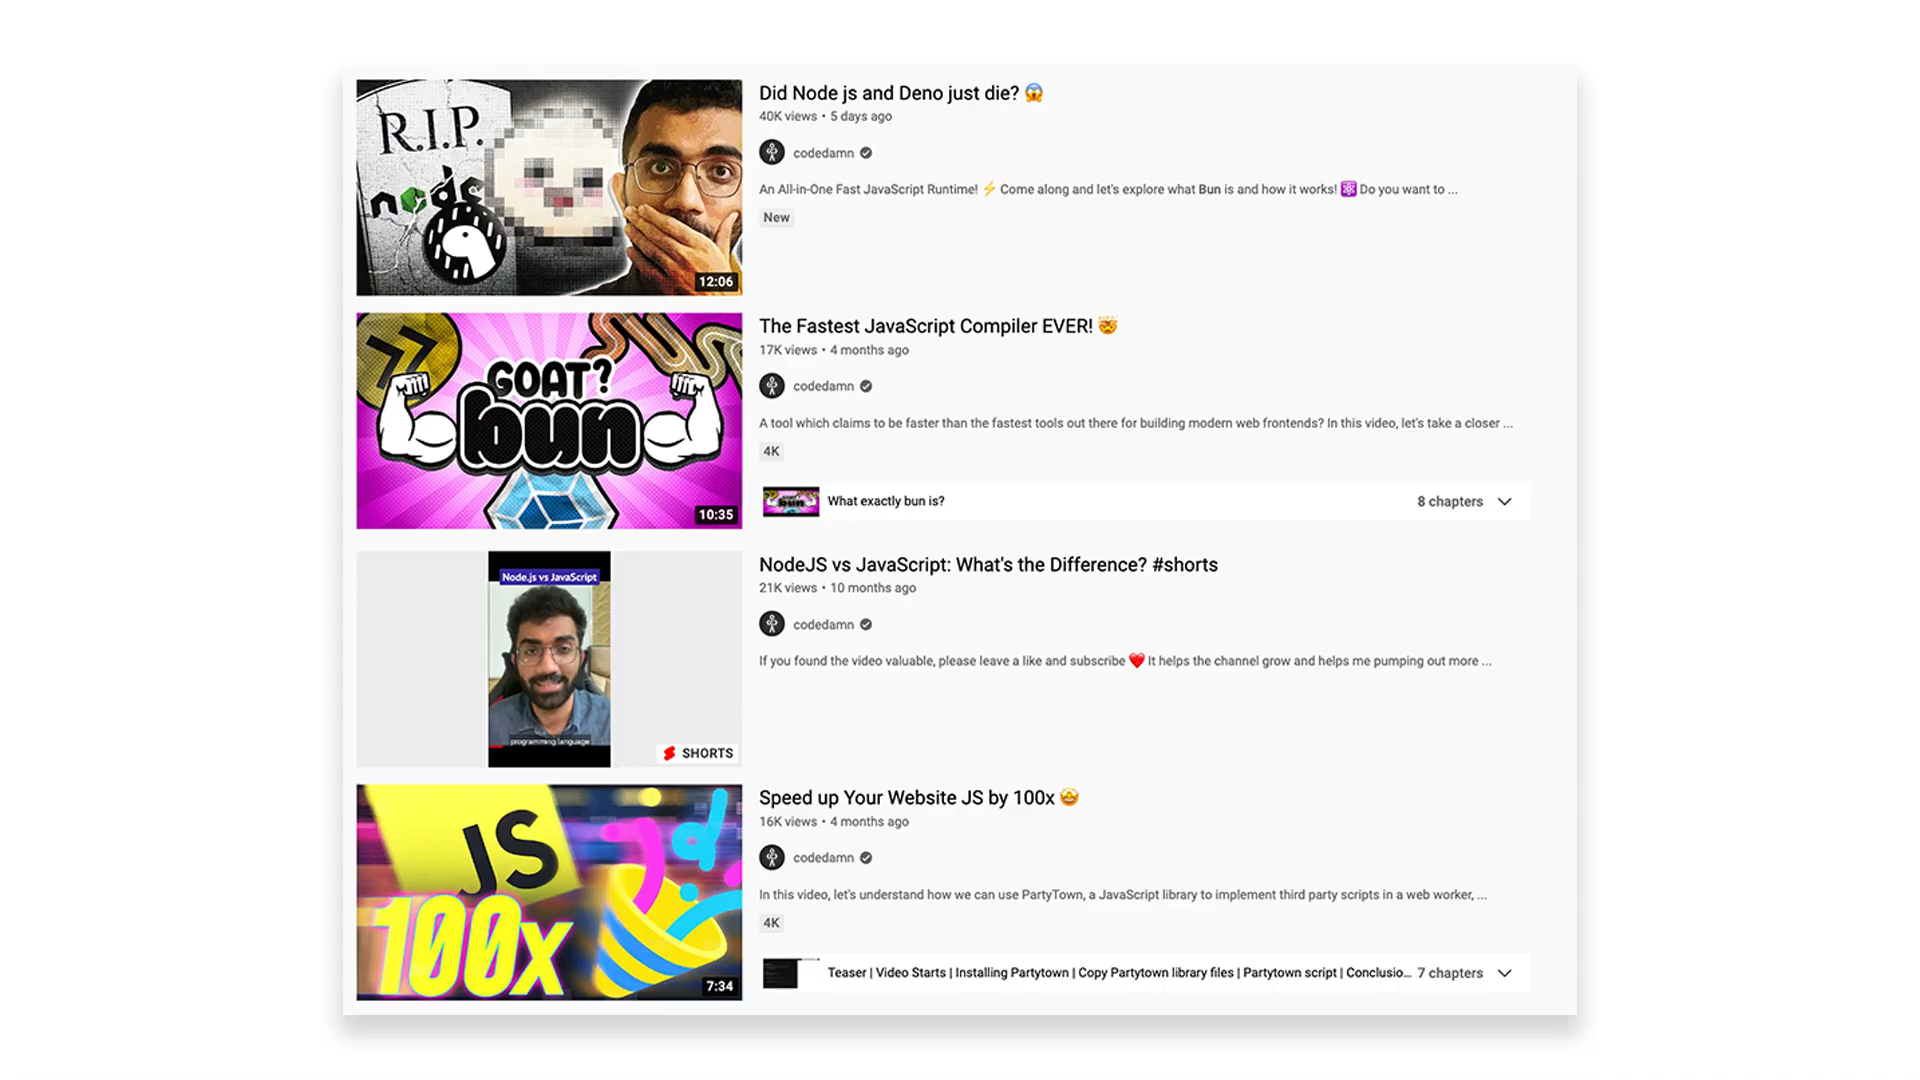 R.I.P.
node
12:06
Did Node js and Deno just die? 😱
40K views • 5 days ago
codedamn
An All-in-One Fast JavaScript Runtime! ⚡ Come along and let's explore what Bun is and how it works! ⚛️ Do you want to ...
New
GOAT?
bun
10:35
The Fastest JavaScript Compiler EVER! 🤯
17K views • 4 months ago
codedamn
A tool which claims to be faster than the fastest tools out there for building modern web frontends? In this video, let's take a closer ...
4K
GOAT?
bun
What exactly bun is?
8 chapters
Node.js vs JavaScript
programming language
SHORTS
NodeJS vs JavaScript: What's the Difference? #shorts
21K views • 10 months ago
codedamn
If you found the video valuable, please leave a like and subscribe ❤️ It helps the channel grow and helps me pumping out more ...
JS
100x
7:34
Speed up Your Website JS by 100x 🤩
16K views • 4 months ago
codedamn
In this video, let's understand how we can use PartyTown, a JavaScript library to implement third party scripts in a web worker, ...
4K
Teaser | Video Starts | Installing Partytown | Copy Partytown library files | Partytown script | Conclusio...
7 chapters